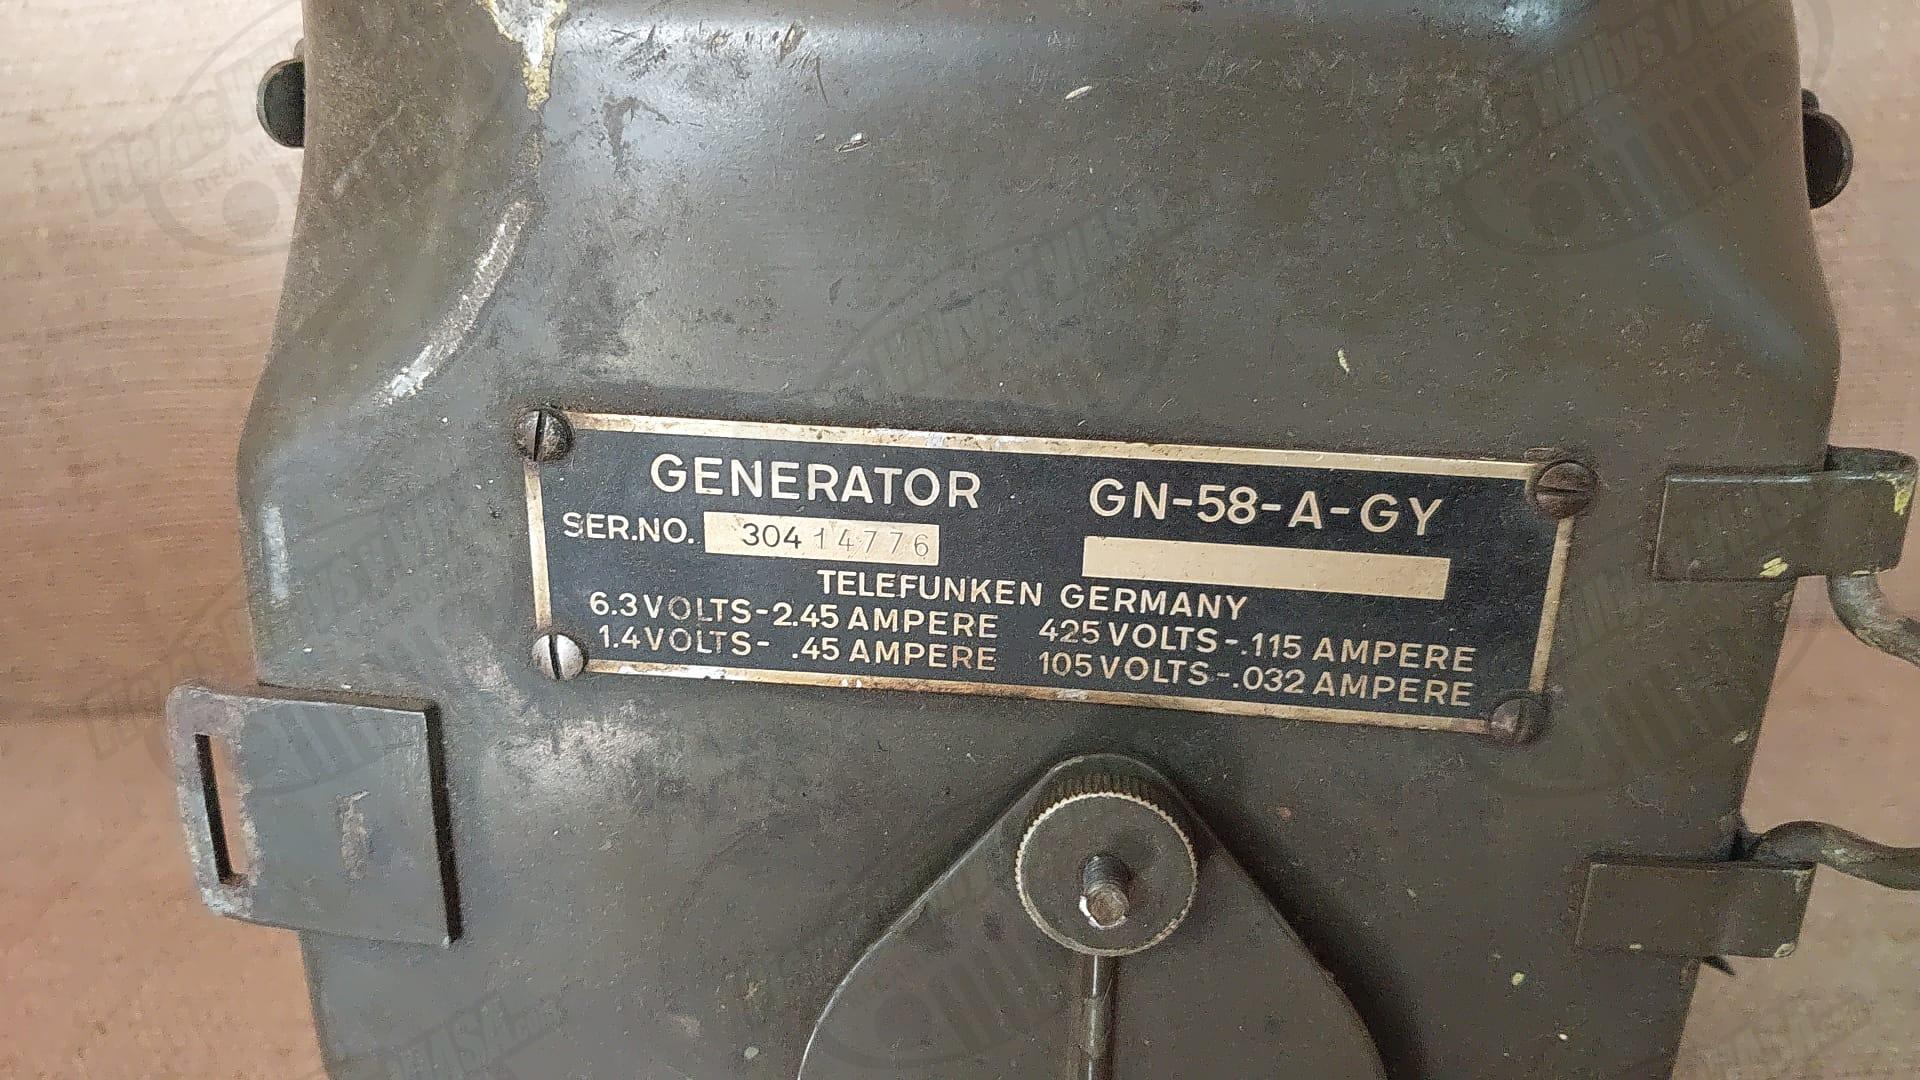 GENERATOR GN-58-A-GY
SER.NO. 30414776
TELEFUNKEN GERMANY
6.3 VOLTS-2.45 AMPERE 425 VOLTS-.115 AMPERE
1.4 VOLTS- .45 AMPERE 105 VOLTS-.032 AMPERE